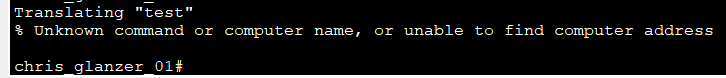 Translating "test"
% Unknown command or computer name, or unable to find computer address
chris_glanzer_01#